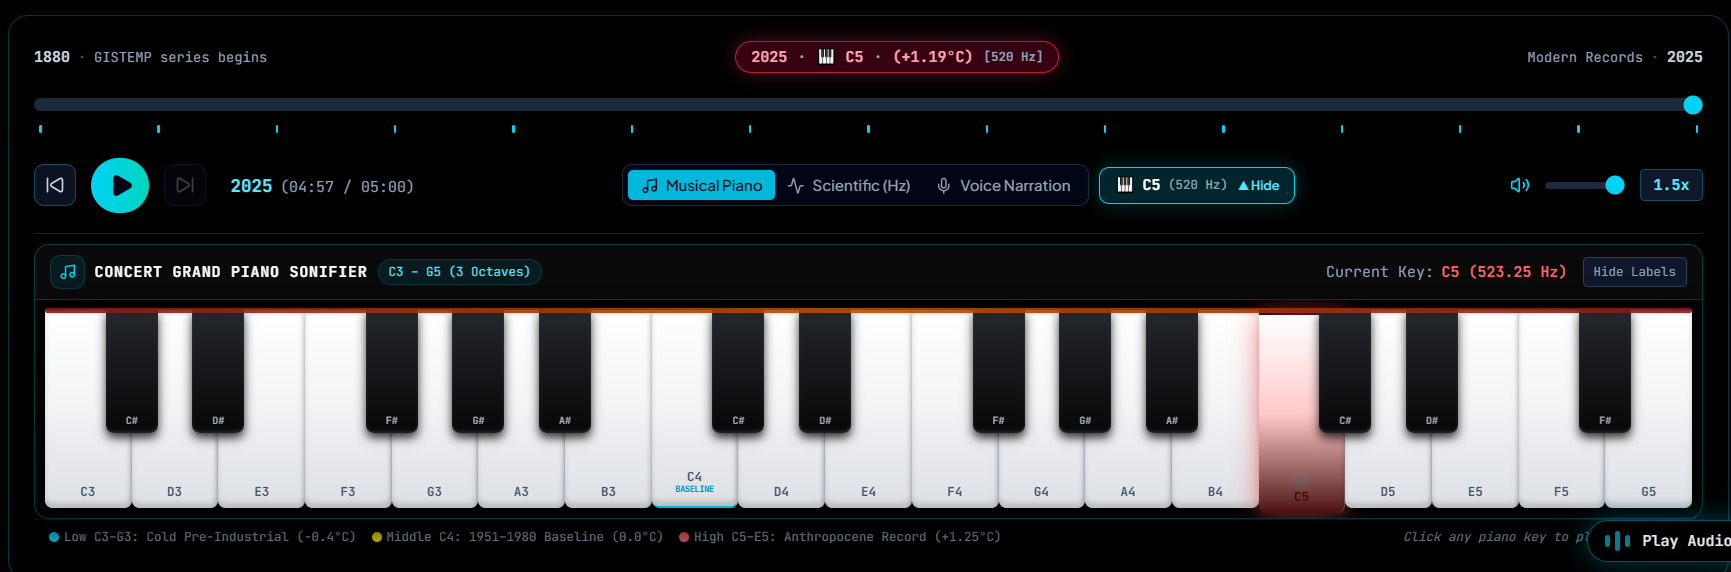 1880 · GISTEMP series begins
2025 · C5 · (+1.19°C) [520 Hz]
Modern Records · 2025
2025 (04:57 / 05:00)
Musical Piano
Scientific (Hz)
Voice Narration
C5 (520 Hz) ▲Hide
1.5x
CONCERT GRAND PIANO SONIFIER
C3 – G5 (3 Octaves)
Current Key: C5 (523.25 Hz)
Hide Labels
C# D# F# G# A# C# D# F# G# A# C# D# F#
C3 D3 E3 F3 G3 A3 B3 C4 D4 E4 F4 G4 A4 B4 C5 D5 E5 F5 G5
BASELINE
Low C3–G3: Cold Pre-Industrial (-0.4°C)
Middle C4: 1951–1980 Baseline (0.0°C)
High C5–E5: Anthropocene Record (+1.25°C)
Click any piano key to
Play Audio